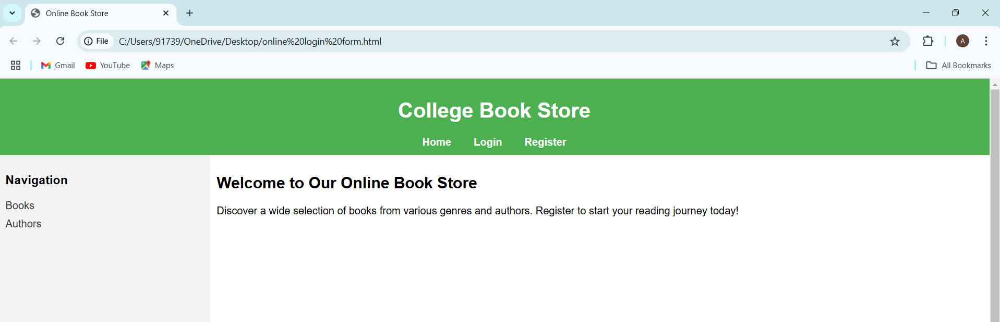 Online Book Store
File C:/Users/91739/OneDrive/Desktop/online%20login%20form.html
A
Gmail YouTube Maps All Bookmarks
College Book Store
Home Login Register
Navigation
Books
Authors
Welcome to Our Online Book Store
Discover a wide selection of books from various genres and authors. Register to start your reading journey today!